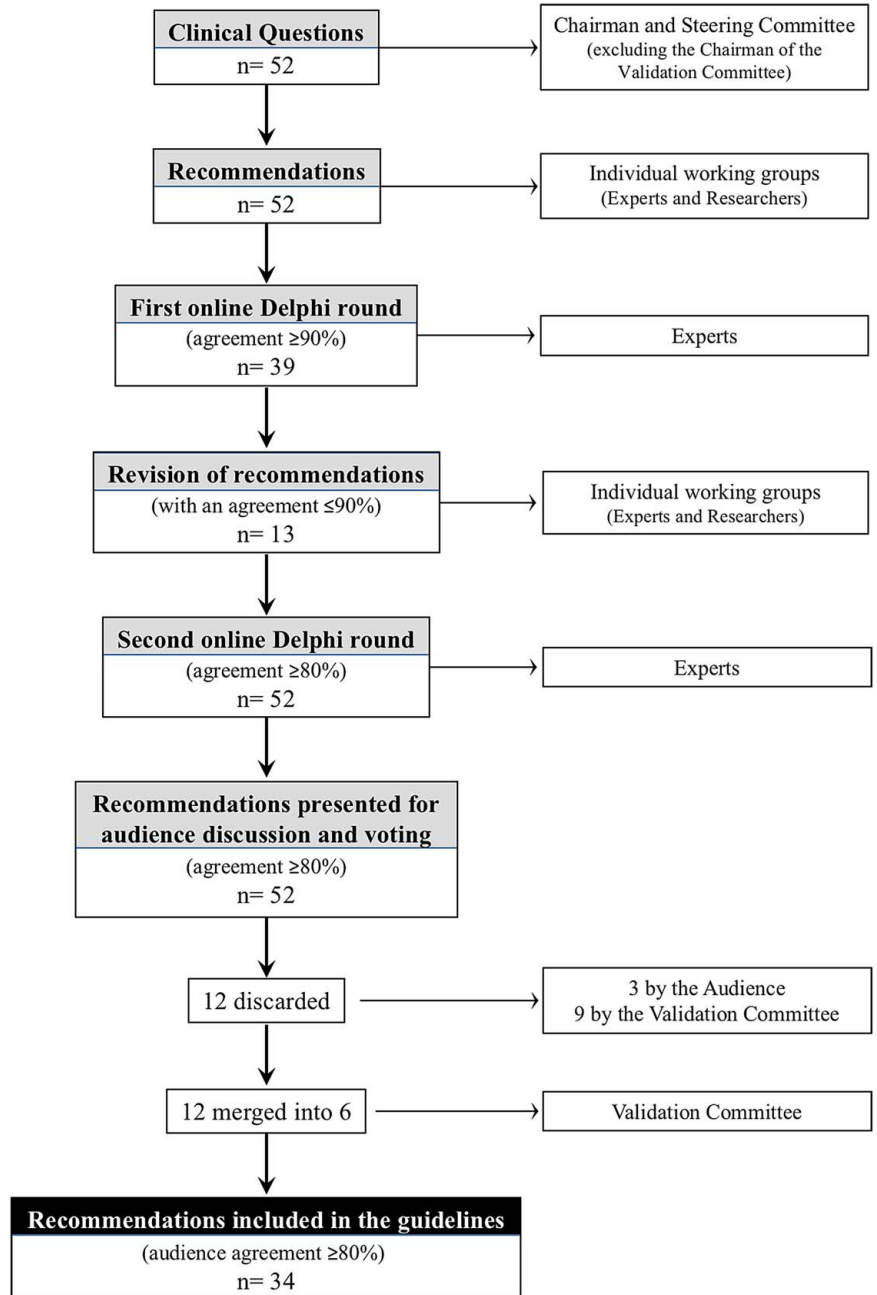 Clinical Questions
n= 52
Chairman and Steering Committee
(excluding the Chairman of the
Validation Committee)
Recommendations
n= 52
Individual working groups
(Experts and Researchers)
First online Delphi round
(agreement ≥90%)
n= 39
Experts
Revision of recommendations
(with an agreement ≤90%)
n= 13
Individual working groups
(Experts and Researchers)
Second online Delphi round
(agreement ≥80%)
n= 52
Experts
Recommendations presented for
audience discussion and voting
(agreement ≥80%)
n= 52
12 discarded
3 by the Audience
9 by the Validation Committee
12 merged into 6
Validation Committee
Recommendations included in the guidelines
(audience agreement ≥80%)
n= 34